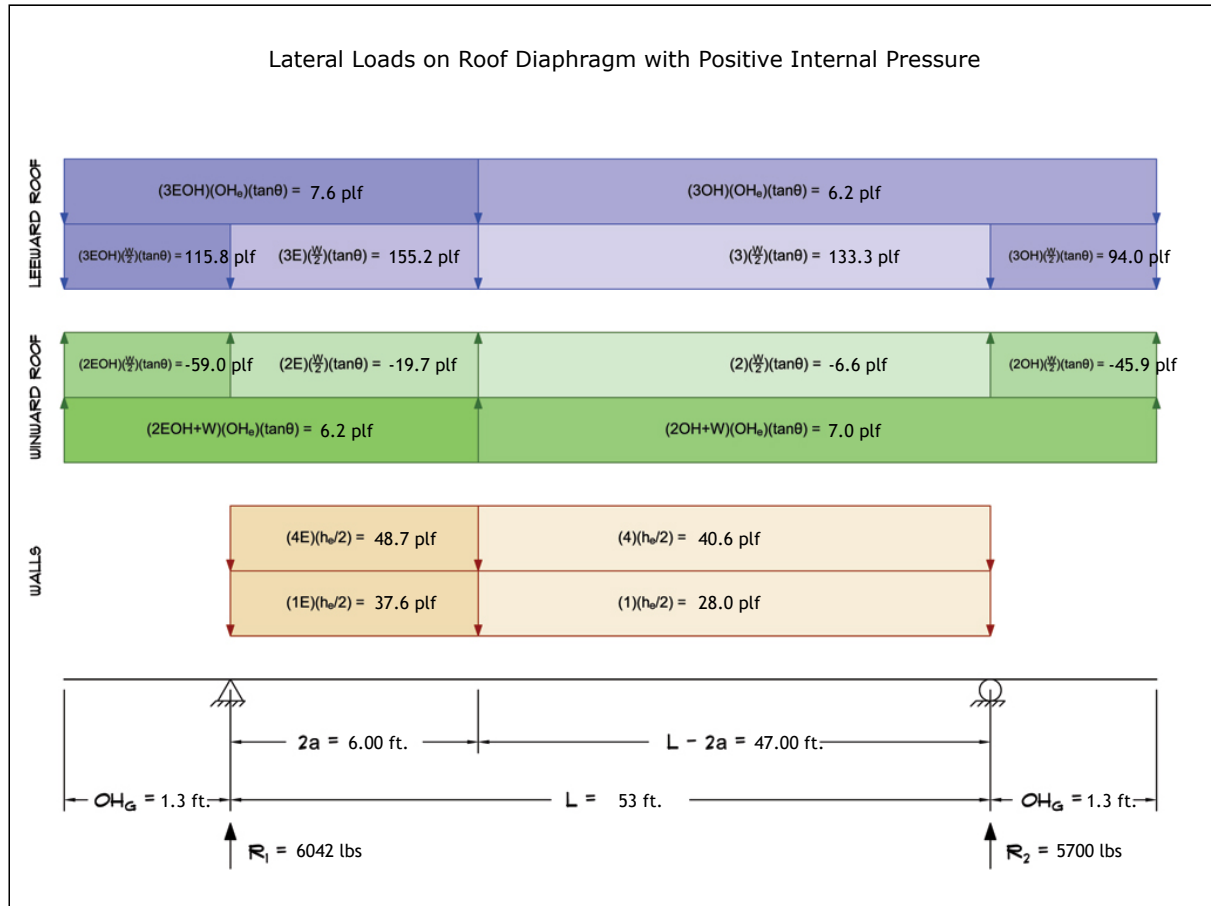 Lateral Loads on Roof Diaphragm with Positive Internal Pressure
LEEWARD ROOF
(3EOH)(OHₑ)(tanθ) = 7.6 plf
(3OH)(OHₑ)(tanθ) = 6.2 plf
(3EOH)(W/2)(tanθ) = 115.8 plf
(3E)(W/2)(tanθ) = 155.2 plf
(3)(W/2)(tanθ) = 133.3 plf
(3OH)(W/2)(tanθ) = 94.0 plf
WINWARD ROOF
(2EOH)(W/2)(tanθ) = -59.0 plf
(2E)(W/2)(tanθ) = -19.7 plf
(2)(W/2)(tanθ) = -6.6 plf
(2OH)(W/2)(tanθ) = -45.9 plf
(2EOH+W)(OHₑ)(tanθ) = 6.2 plf
(2OH+W)(OHₑ)(tanθ) = 7.0 plf
WALLS
(4E)(hₑ/2) = 48.7 plf
(4)(hₑ/2) = 40.6 plf
(1E)(hₑ/2) = 37.6 plf
(1)(hₑ/2) = 28.0 plf
2a = 6.00 ft.
L - 2a = 47.00 ft.
OH_G = 1.3 ft.
L = 53 ft.
OH_G = 1.3 ft.
R₁ = 6042 lbs
R₂ = 5700 lbs